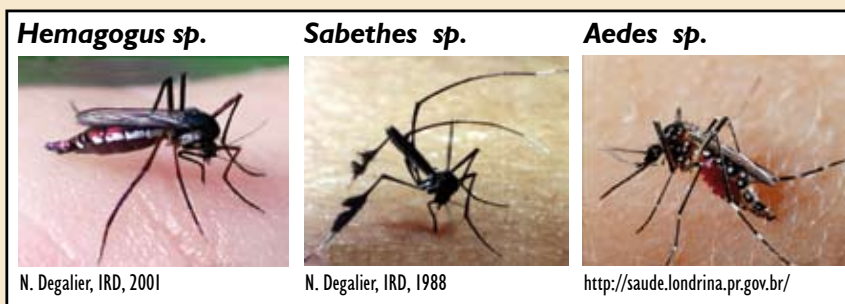 Hemagogus sp.
Sabethes sp.
Aedes sp.
N. Degalier, IRD, 2001
N. Degalier, IRD, 1988
http://saude.londrina.pr.gov.br/